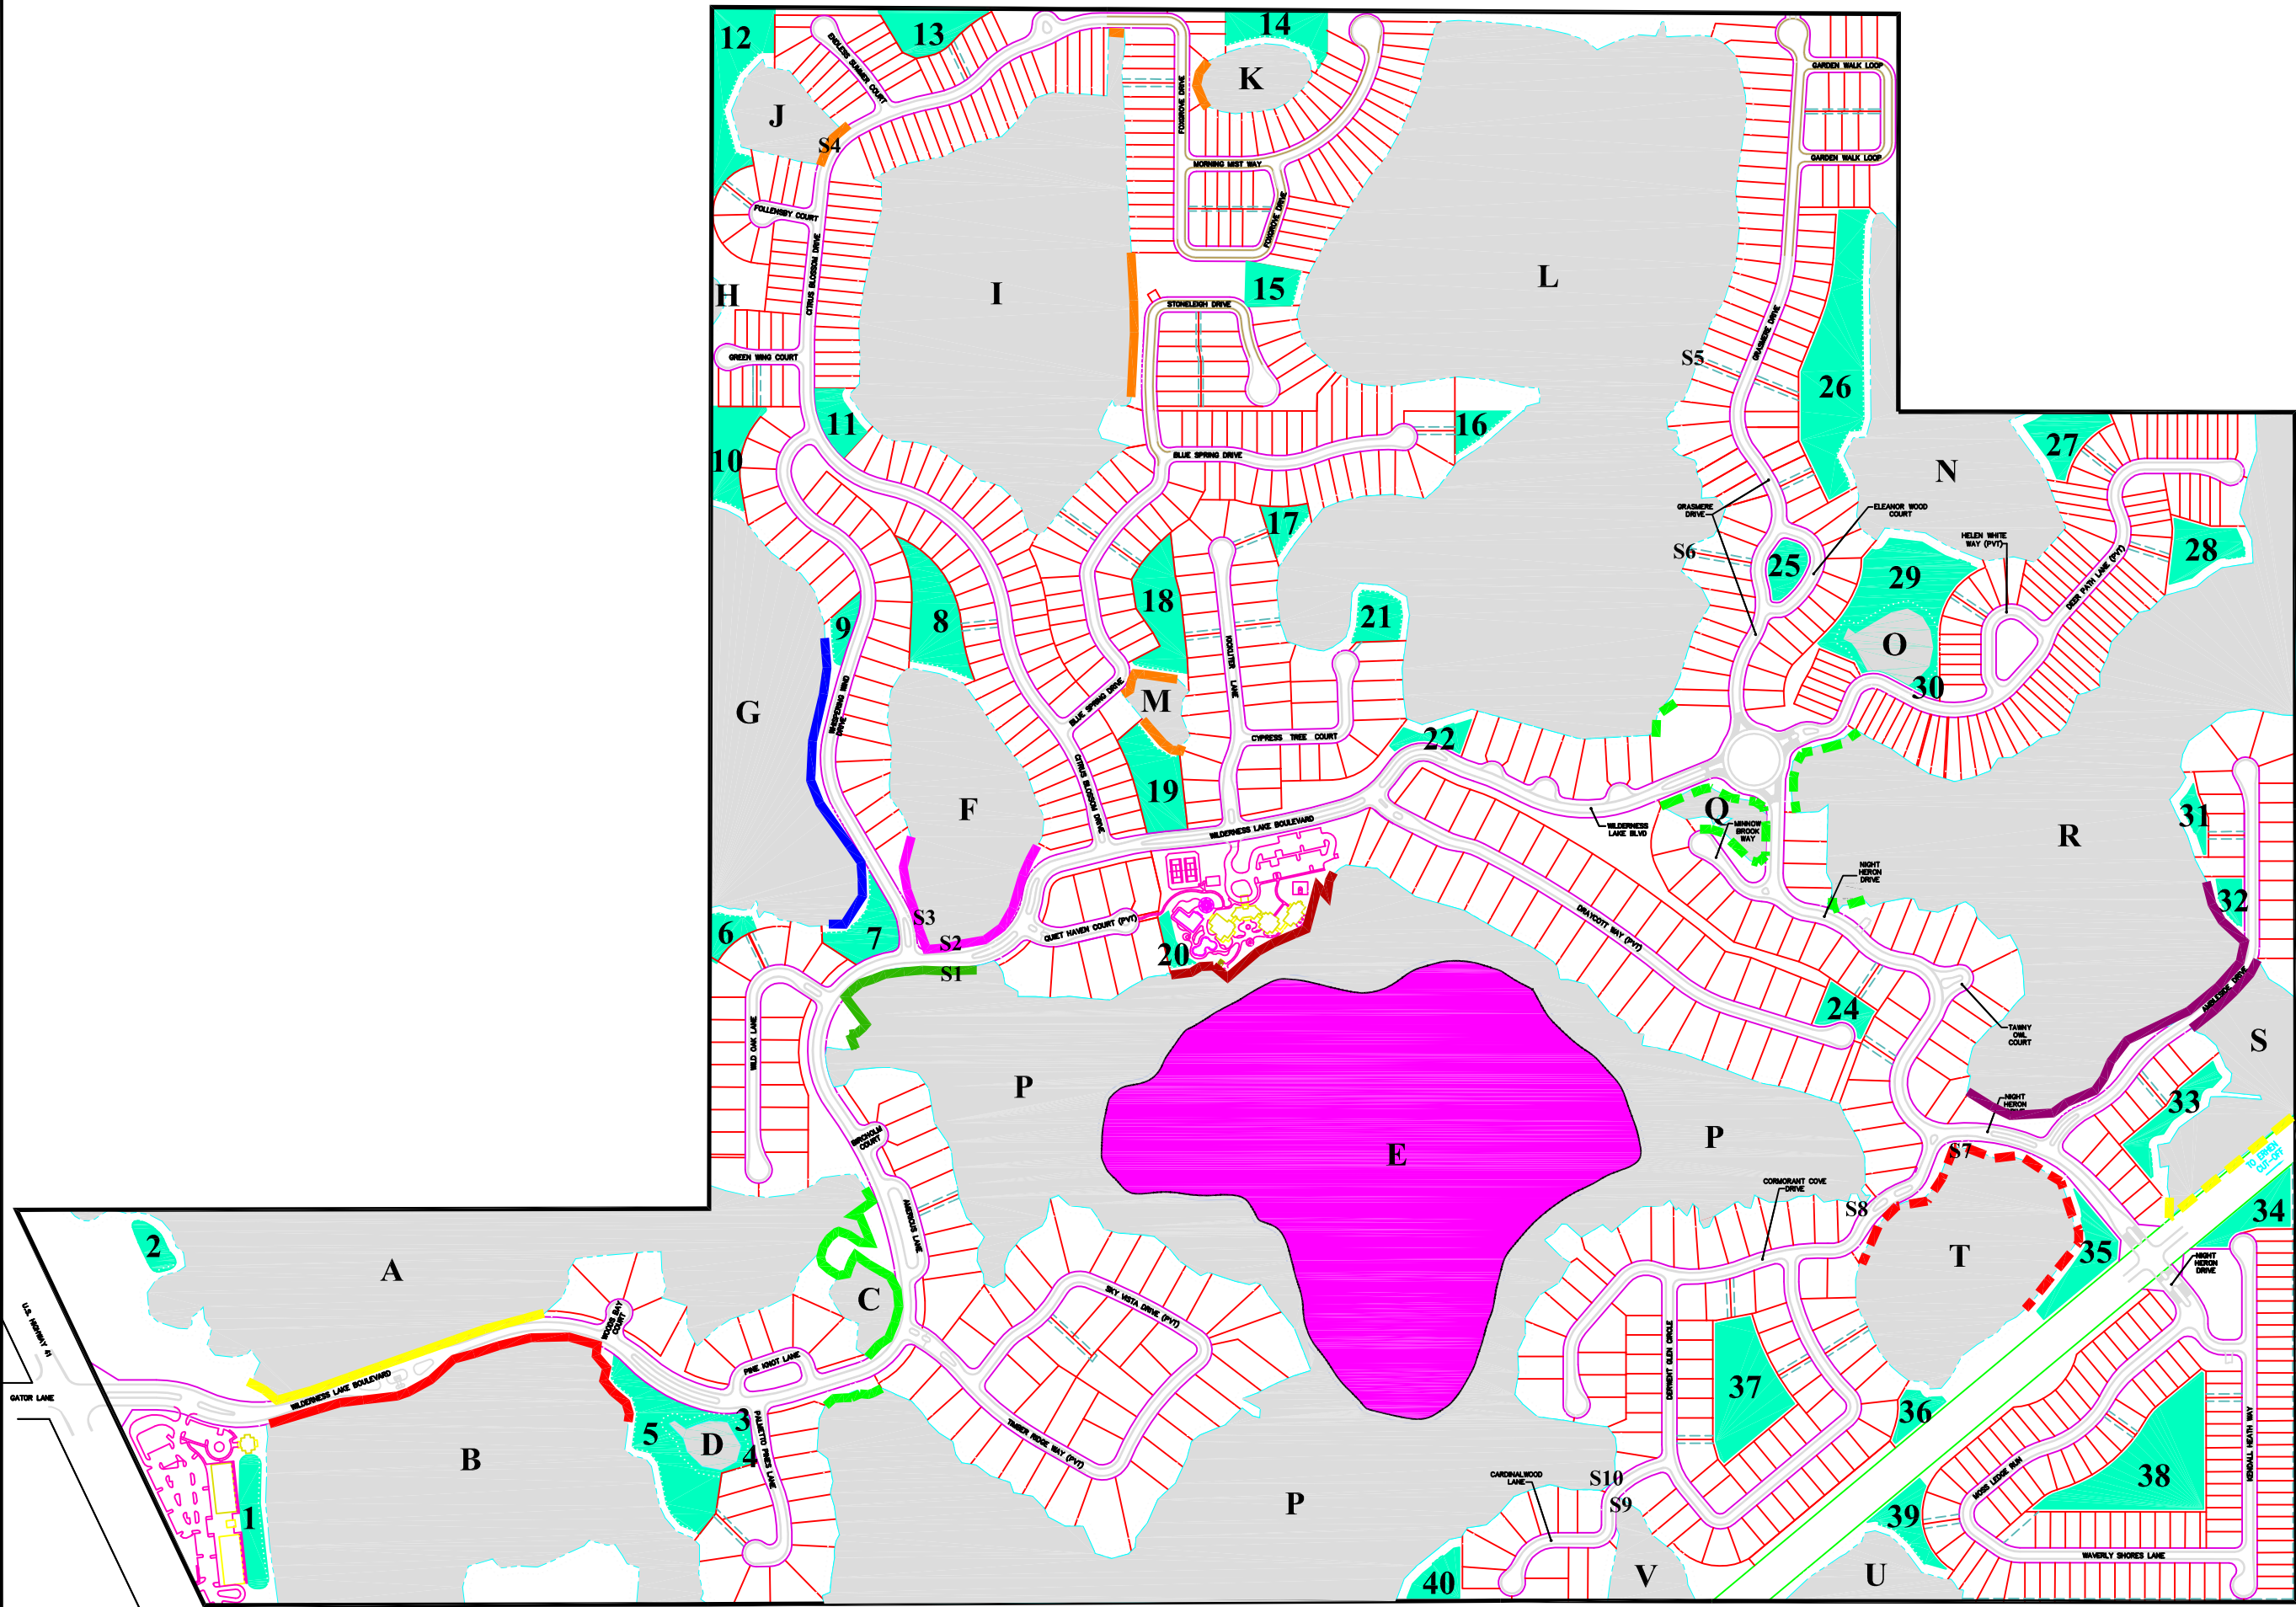 12
13
14
ENDLESS SUMMER COURT
J
K
FOXGROVE DRIVE
GARDEN WALK LOOP
S4
MORNING MIST WAY
GARDEN WALK LOOP
FOLLENSBY COURT
FOXGROVE DRIVE
CITRUS BLOSSOM DRIVE
H
I
15
L
STONELEIGH DRIVE
GRASMERE DRIVE
GREEN WING COURT
S5
26
11
16
10
BLUE SPRING DRIVE
27
N
17
GRASMERE
DRIVE
ELEANOR WOOD
COURT
HELEN WHITE
WAY (PVT)
S6
25
28
29
DEER PATH LANE (PVT)
9
8
18
21
O
KOOLITER LANE
30
G
WHISPERING WIND
DRIVE
BLUE SPRING DRIVE
M
CYPRESS TREE COURT
22
CITRUS BLOSSOM DRIVE
19
F
WILDERNESS LAKE BOULEVARD
WILDERNESS
LAKE BLVD
Q
MINNOW
BROOK
WAY
31
R
NIGHT
HERON
DRIVE
32
S3
6
7
S2
QUIET HAVEN COURT (PVT)
20
DRAYCOTT WAY (PVT)
S1
AMBLESIDE DRIVE
24
TAWNY
OWL
COURT
S
WILD OAK LANE
P
33
NIGHT
HERON
BIRCHOLM
COURT
E
P
S7
TO EHREN
CUT-OFF
CORMORANT COVE
DRIVE
AMERICUS LANE
S8
34
2
A
T
35
NIGHT
HERON
DRIVE
C
SKY VISTA DRIVE (PVT)
U.S. HIGHWAY 41
WOODS BAY
COURT
PINE KNOT LANE
DERWENT GLEN CIRCLE
37
GATOR LANE
WILDERNESS LAKE BOULEVARD
36
3
5
D
4
PALMETTO PINES LANE
TIMBER RIDGE WAY (PVT)
KENDALL HEATH WAY
B
CARDINALWOOD
LANE
S10
MOSS LEDGE RUN
38
P
S9
1
39
WAVERLY SHORES LANE
40
V
U